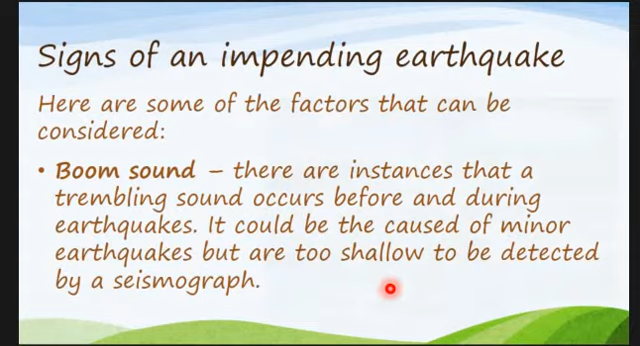 Signs of an impending earthquake
Here are some of the factors that can be
considered:
• Boom sound – there are instances that a
trembling sound occurs before and during
earthquakes. It could be the caused of minor
earthquakes but are too shallow to be detected
by a seismograph.